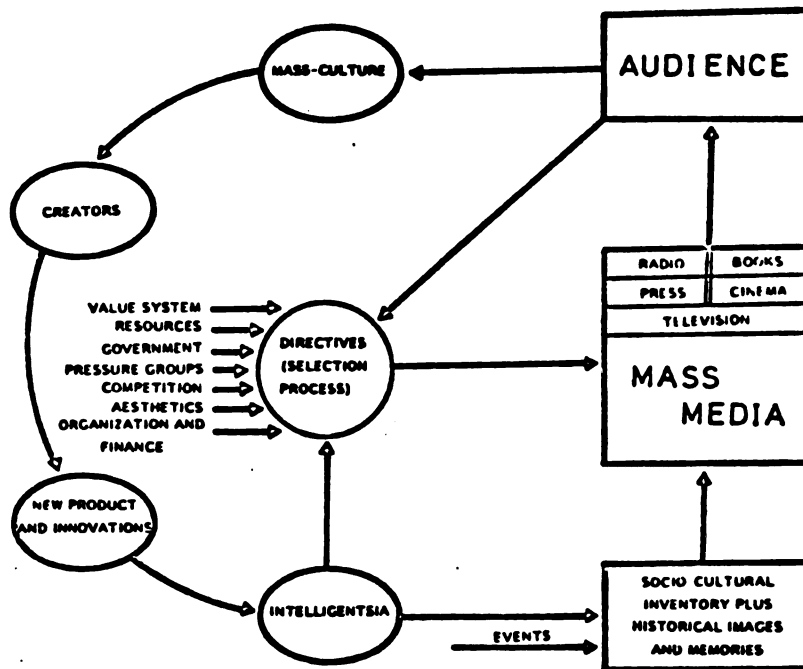 MASS-CULTURE
AUDIENCE
CREATORS
RADIO
BOOKS
PRESS
CINEMA
TELEVISION
MASS
MEDIA
VALUE SYSTEM
RESOURCES
GOVERNMENT
PRESSURE GROUPS
COMPETITION
AESTHETICS
ORGANIZATION AND
FINANCE
DIRECTIVES
(SELECTION
PROCESS)
NEW PRODUCT
AND INNOVATIONS
INTELLIGENTSIA
EVENTS
SOCIO CULTURAL
INVENTORY PLUS
HISTORICAL IMAGES
AND MEMORIES